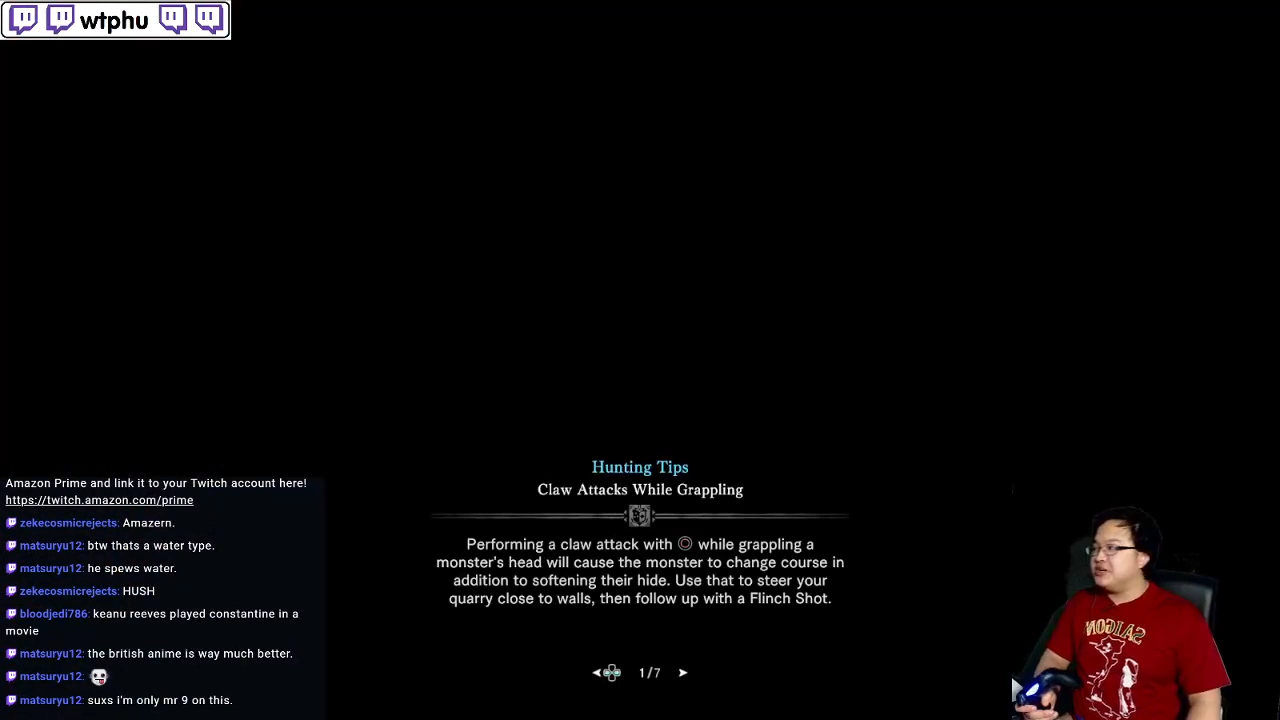 wtphu
Hunting Tips
Claw Attacks While Grappling
Performing a claw attack with while grappling a
monster's head will cause the monster to change course in
addition to softening their hide. Use that to steer your
quarry close to walls, then follow up with a Flinch Shot.
1/7
Amazon Prime and link it to your Twitch account here!
https://twitch.amazon.com/prime
zekecosmicrejects: Amazern.
matsuryu12: btw thats a water type.
matsuryu12: he spews water.
zekecosmicrejects: HUSH
bloodjedi786: keanu reeves played constantine in a
movie
matsuryu12: the british anime is way much better.
matsuryu12:
matsuryu12: suxs i'm only mr 9 on this.
SAIGON